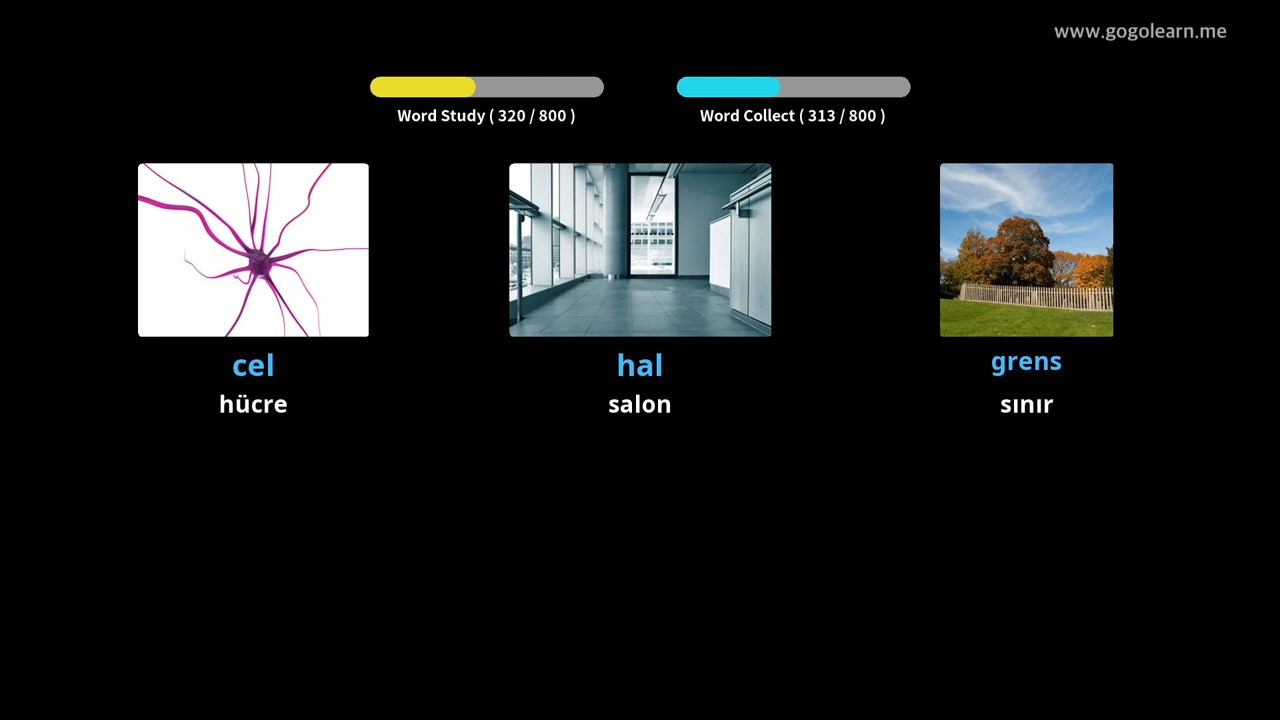 www.gogolearn.me
Word Study ( 320 / 800 )
Word Collect ( 313 / 800 )
cel
hal
grens
hücre
salon
sınır